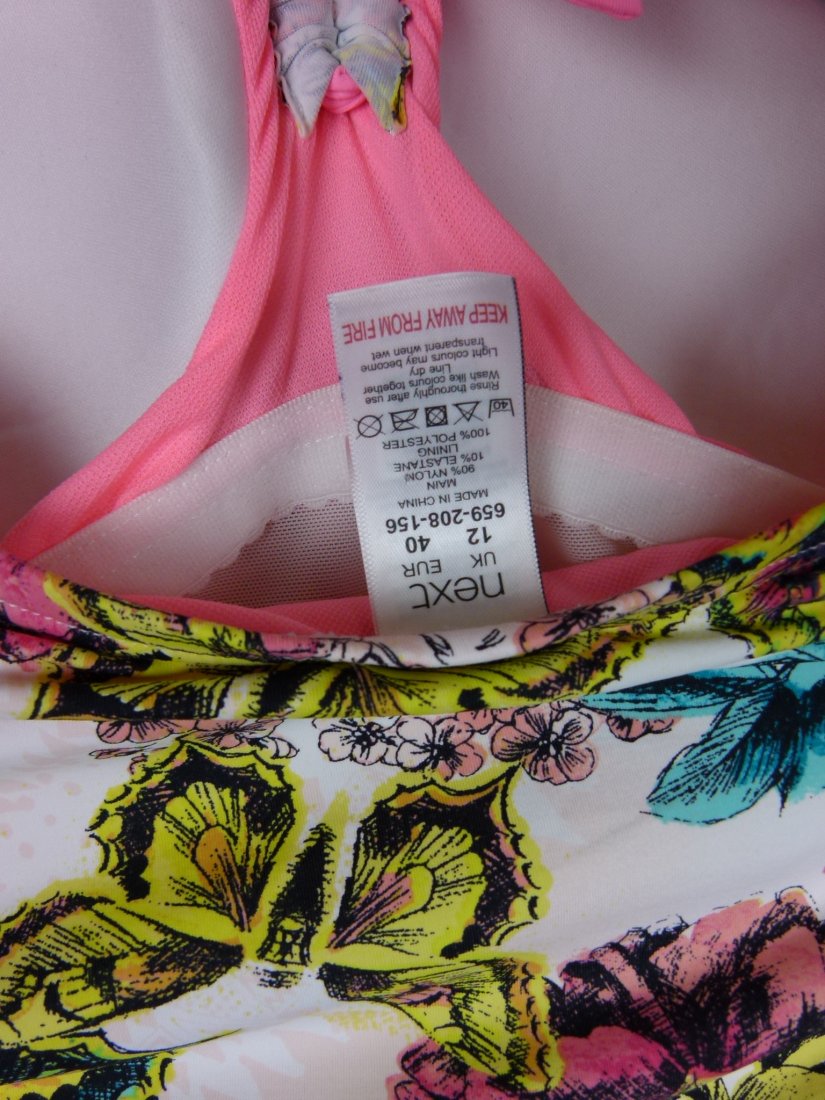 next
UK EUR
12 40
659-208-156
MADE IN CHINA
MAIN
90% NYLON
10% ELASTANE
LINING
100% POLYESTER
40
Rinse thoroughly after use
Wash like colours together
Line dry
Light colours may become
transparent when wet
KEEP AWAY FROM FIRE